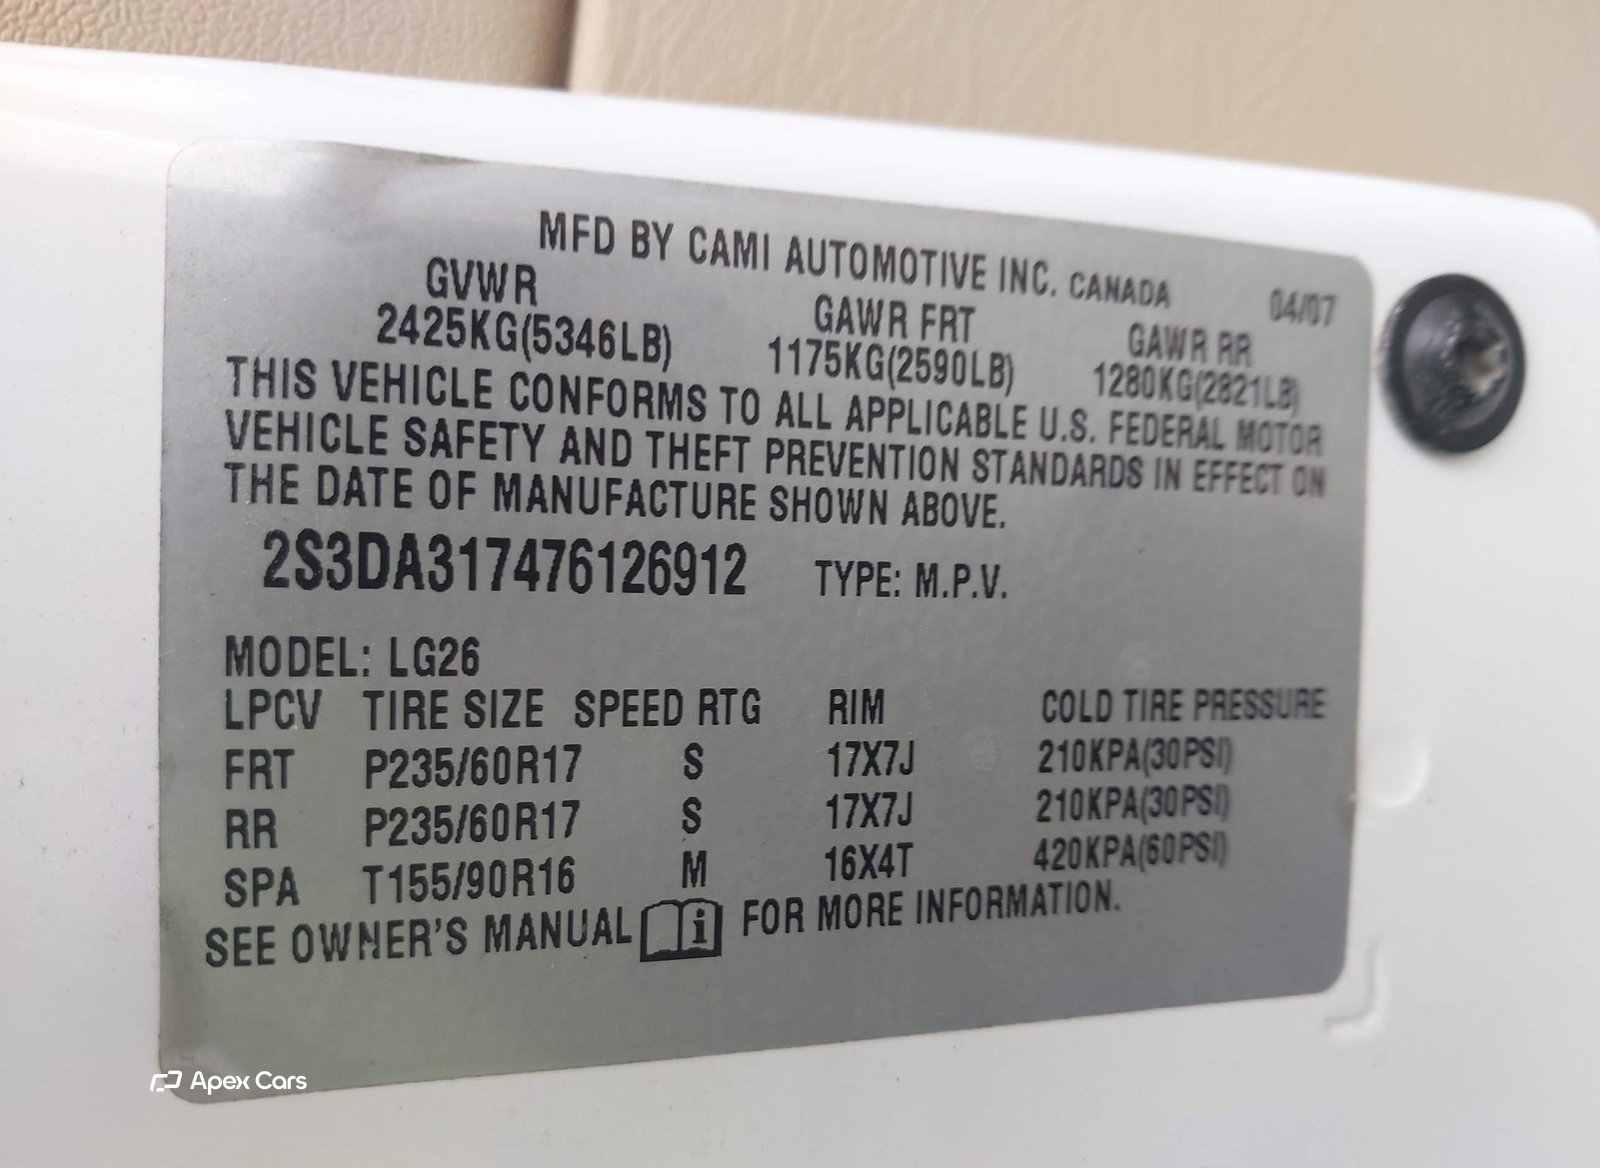 MFD BY CAMI AUTOMOTIVE INC. CANADA 04/07
GVWR GAWR FRT GAWR RR
2425KG(5346LB) 1175KG(2590LB) 1280KG(2821LB)
THIS VEHICLE CONFORMS TO ALL APPLICABLE U.S. FEDERAL MOTOR
VEHICLE SAFETY AND THEFT PREVENTION STANDARDS IN EFFECT ON
THE DATE OF MANUFACTURE SHOWN ABOVE.
2S3DA317476126912 TYPE: M.P.V.
MODEL: LG26
LPCV TIRE SIZE SPEED RTG RIM COLD TIRE PRESSURE
FRT P235/60R17 S 17X7J 210KPA(30PSI)
RR P235/60R17 S 17X7J 210KPA(30PSI)
SPA T155/90R16 M 16X4T 420KPA(60PSI)
SEE OWNER'S MANUAL i FOR MORE INFORMATION.
Apex Cars